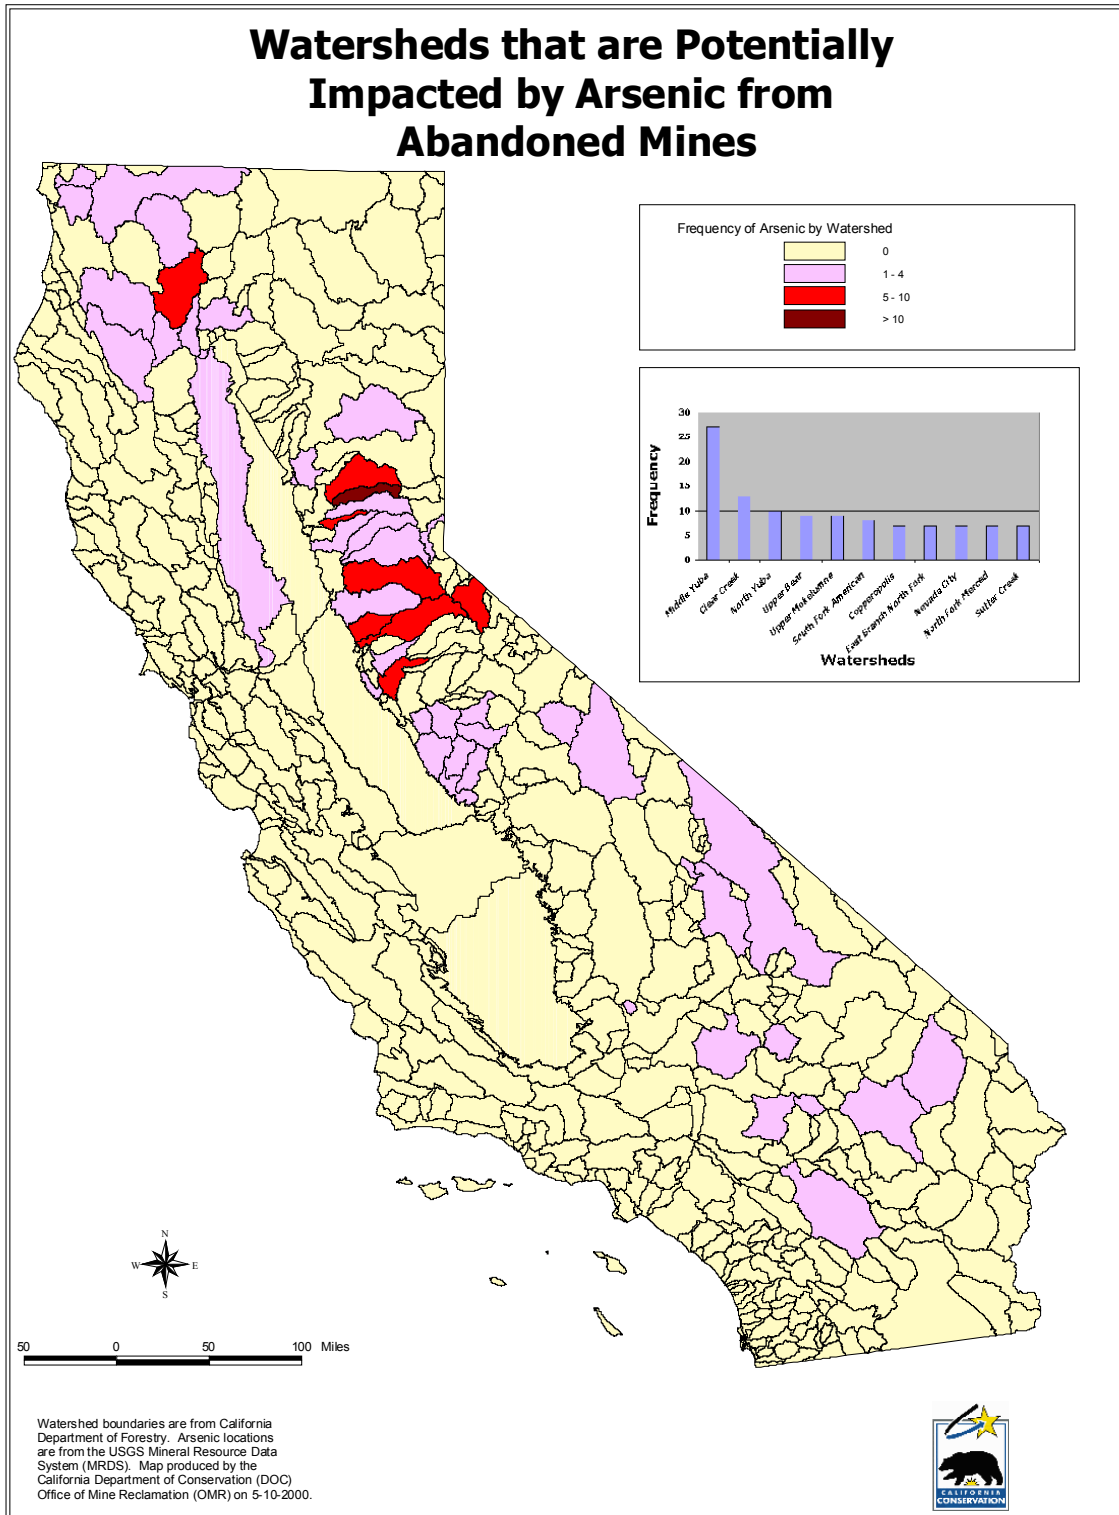 Watersheds that are Potentially
Impacted by Arsenic from
Abandoned Mines
Frequency of Arsenic by Watershed
0
1 - 4
5 - 10
> 10
30
25
20
15
10
5
0
Frequency
Middle Yuba
Clear Creek
North Yuba
Upper Bear
Upper Mokelumne
South Fork American
Copperopolis
East Branch North Fork
Nevada City
North Fork Merced
Sutter Creek
Watersheds
N
W E
S
50 0 50 100 Miles
Watershed boundaries are from California
Department of Forestry. Arsenic locations
are from the USGS Mineral Resource Data
System (MRDS). Map produced by the
California Department of Conservation (DOC)
Office of Mine Reclamation (OMR) on 5-10-2000.
CALIFORNIA
CONSERVATION